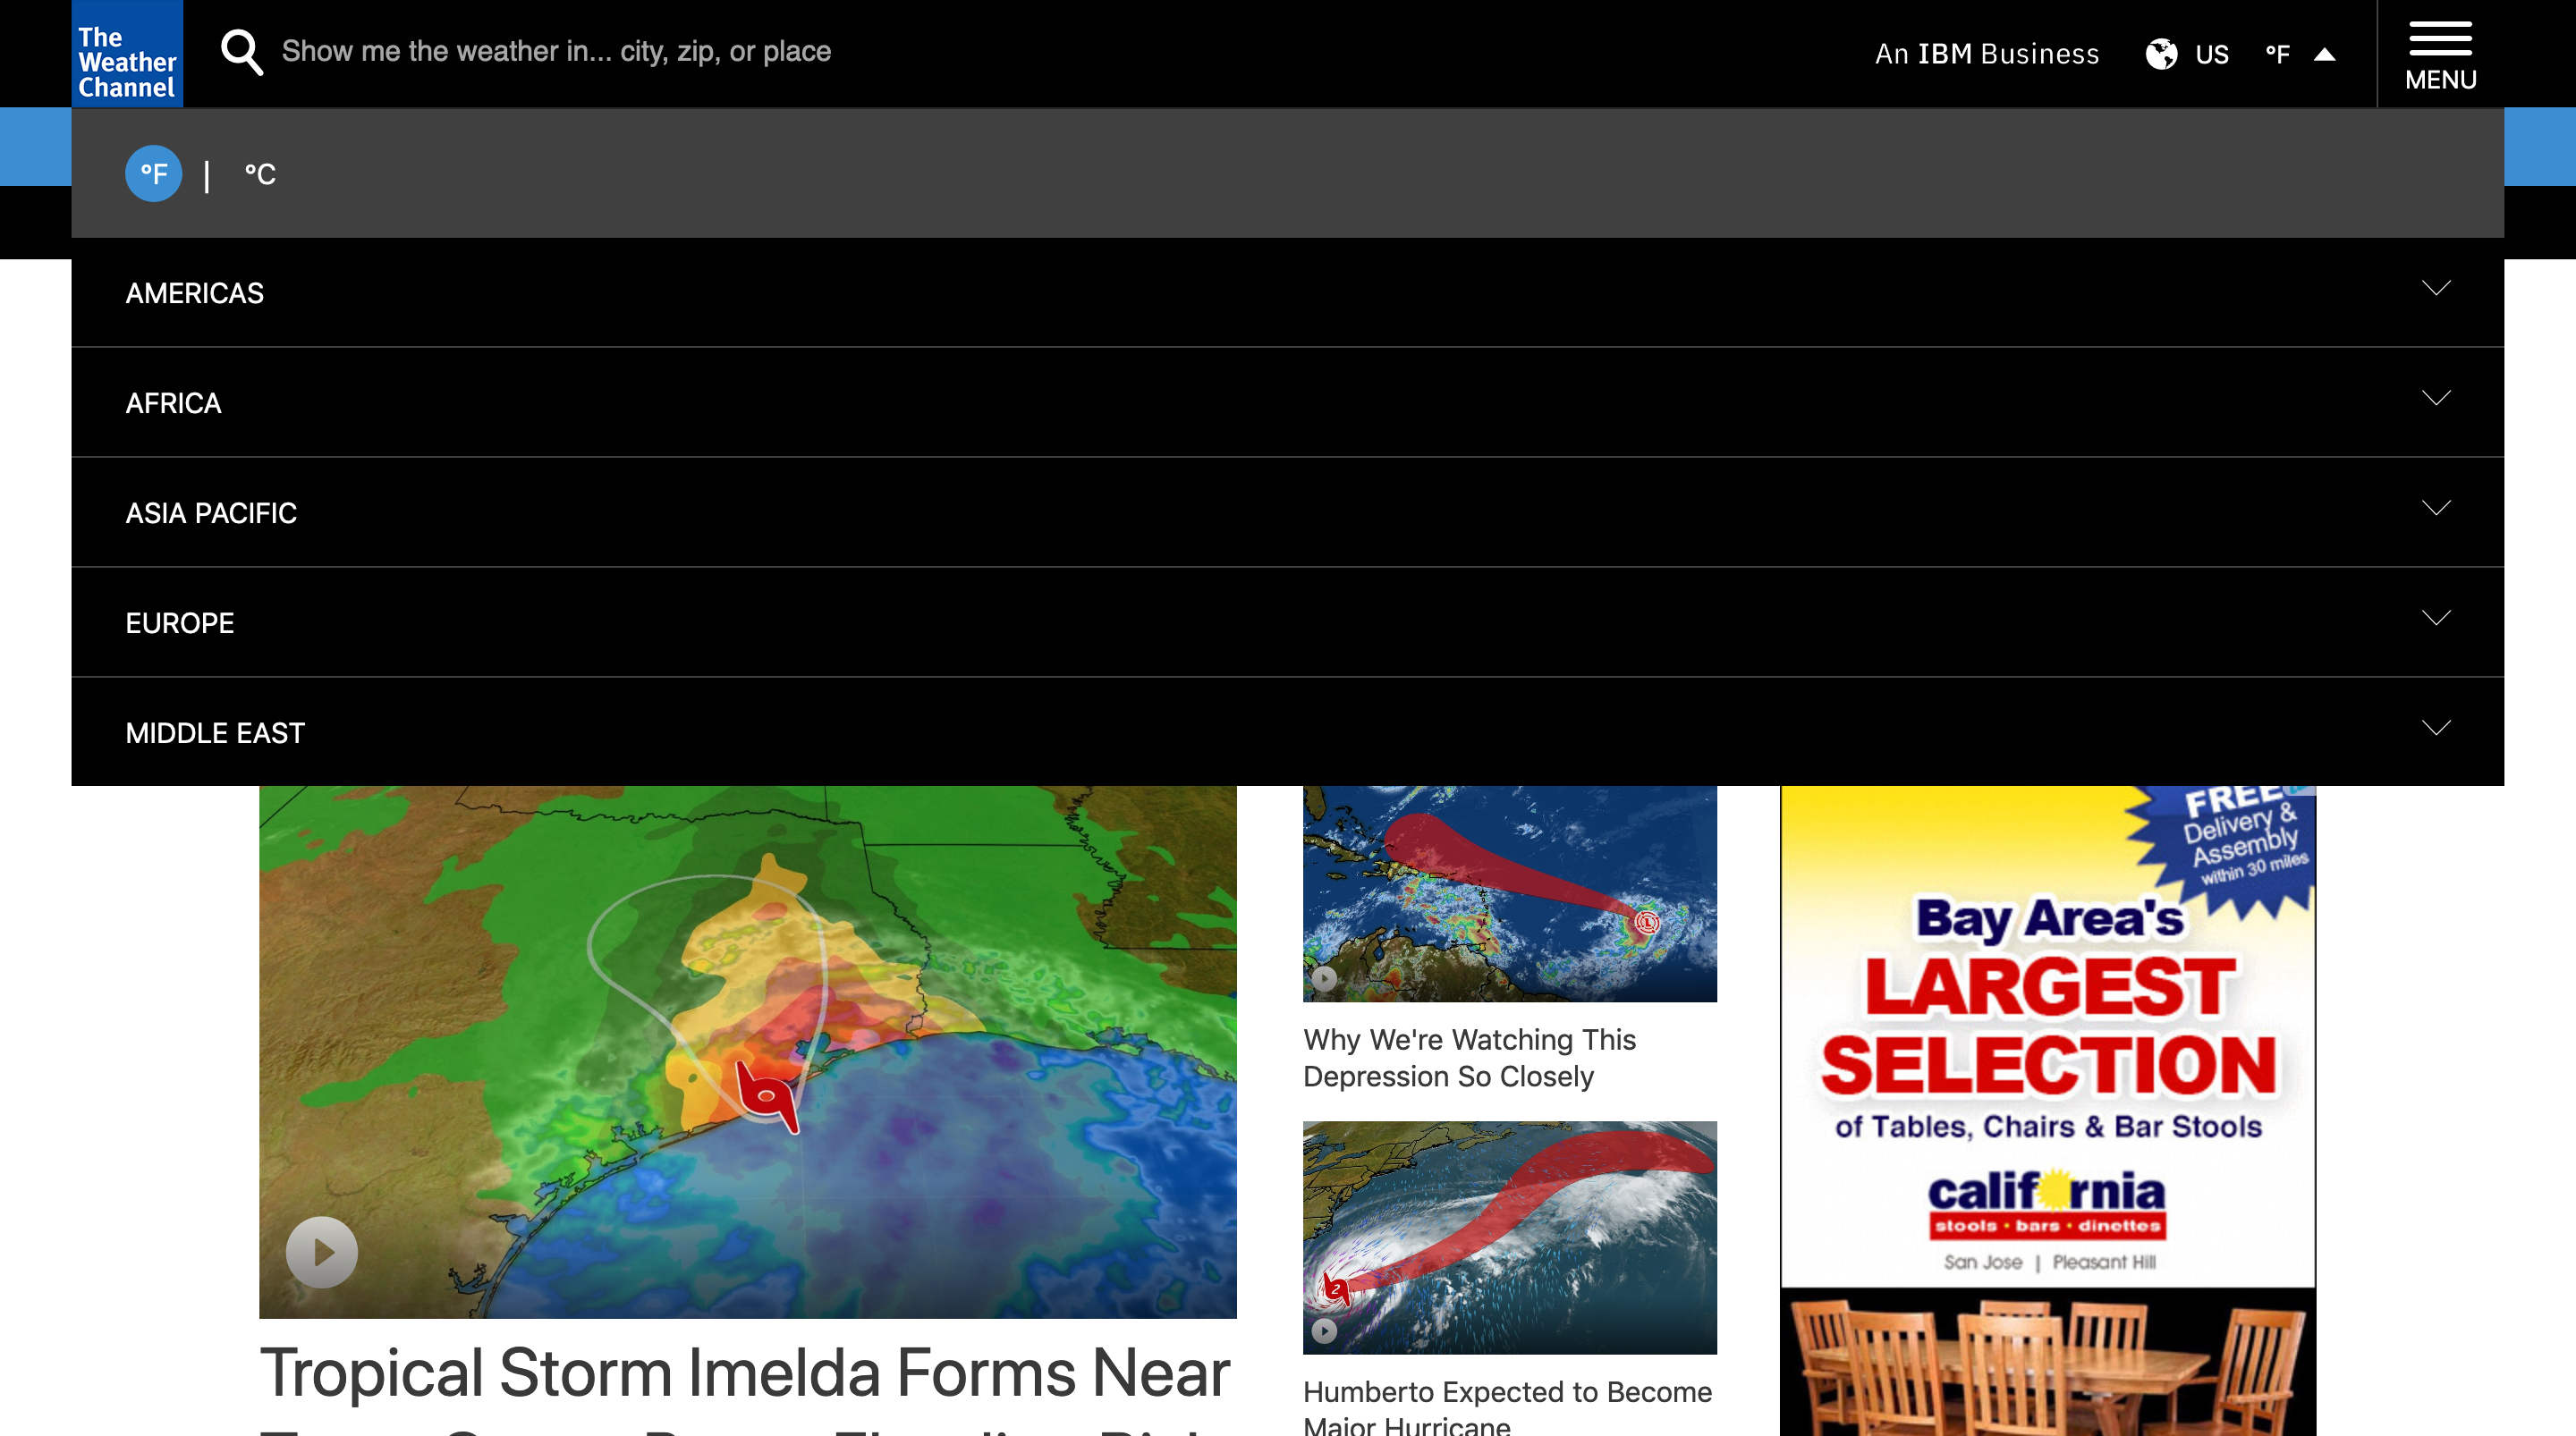 The
Weather
Channel
Show me the weather in... city, zip, or place
An IBM Business
US
°F
MENU
°F | °C
AMERICAS
AFRICA
ASIA PACIFIC
EUROPE
MIDDLE EAST
Tropical Storm Imelda Forms Near
Why We're Watching This
Depression So Closely
2
Humberto Expected to Become
Major Hurricane
FREE
Delivery &
Assembly
within 30 miles
Bay Area's
LARGEST
SELECTION
of Tables, Chairs & Bar Stools
california
stools • bars • dinettes
San Jose | Pleasant Hill